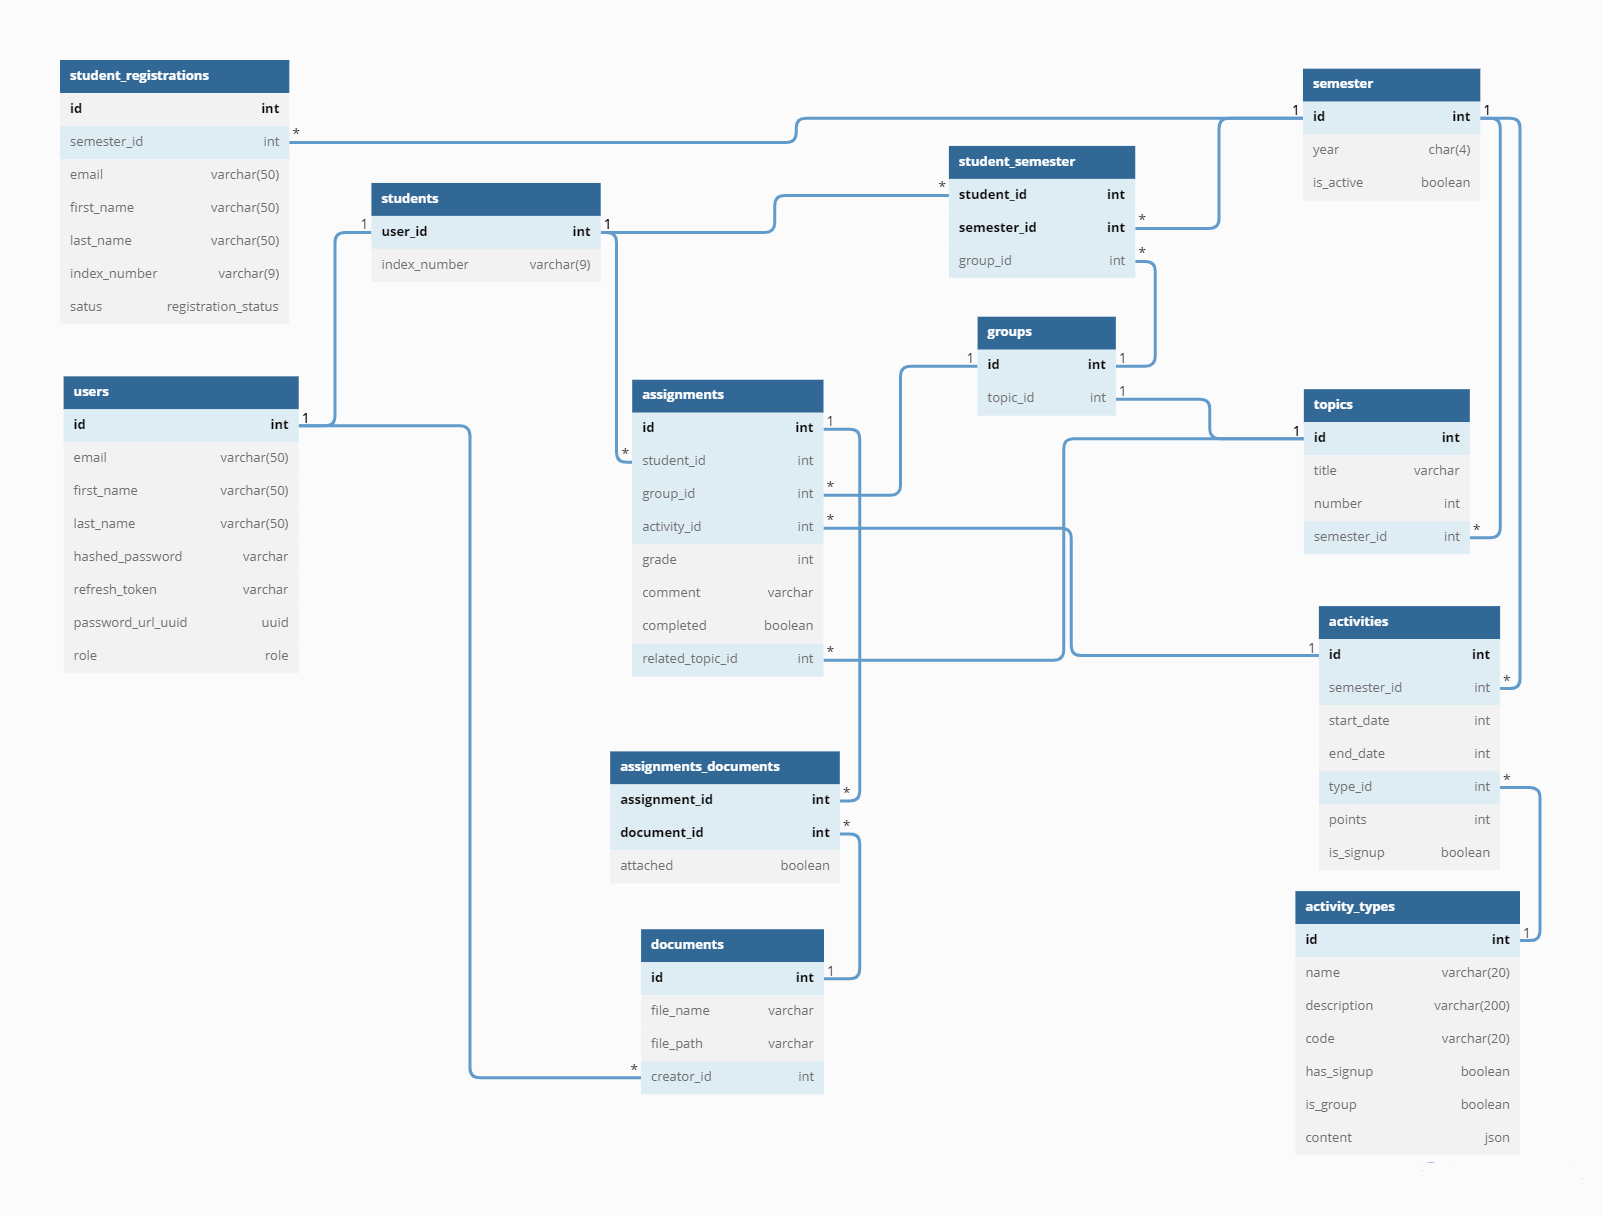 student_registrations
id int
semester_id int
email varchar(50)
first_name varchar(50)
last_name varchar(50)
index_number varchar(9)
satus registration_status
*
students
user_id int
index_number varchar(9)
1
1
users
id int
email varchar(50)
first_name varchar(50)
last_name varchar(50)
hashed_password varchar
refresh_token varchar
password_url_uuid uuid
role role
1
student_semester
student_id int
semester_id int
group_id int
*
*
*
semester
id int
year char(4)
is_active boolean
1
1
groups
id int
topic_id int
1
1
1
assignments
id int
student_id int
group_id int
activity_id int
grade int
comment varchar
completed boolean
related_topic_id int
1
*
*
*
*
topics
id int
title varchar
number int
semester_id int
1
*
activities
id int
semester_id int
start_date int
end_date int
type_id int
points int
is_signup boolean
1
*
*
assignments_documents
assignment_id int
document_id int
attached boolean
*
*
documents
id int
file_name varchar
file_path varchar
creator_id int
1
*
activity_types
id int
name varchar(20)
description varchar(200)
code varchar(20)
has_signup boolean
is_group boolean
content json
1